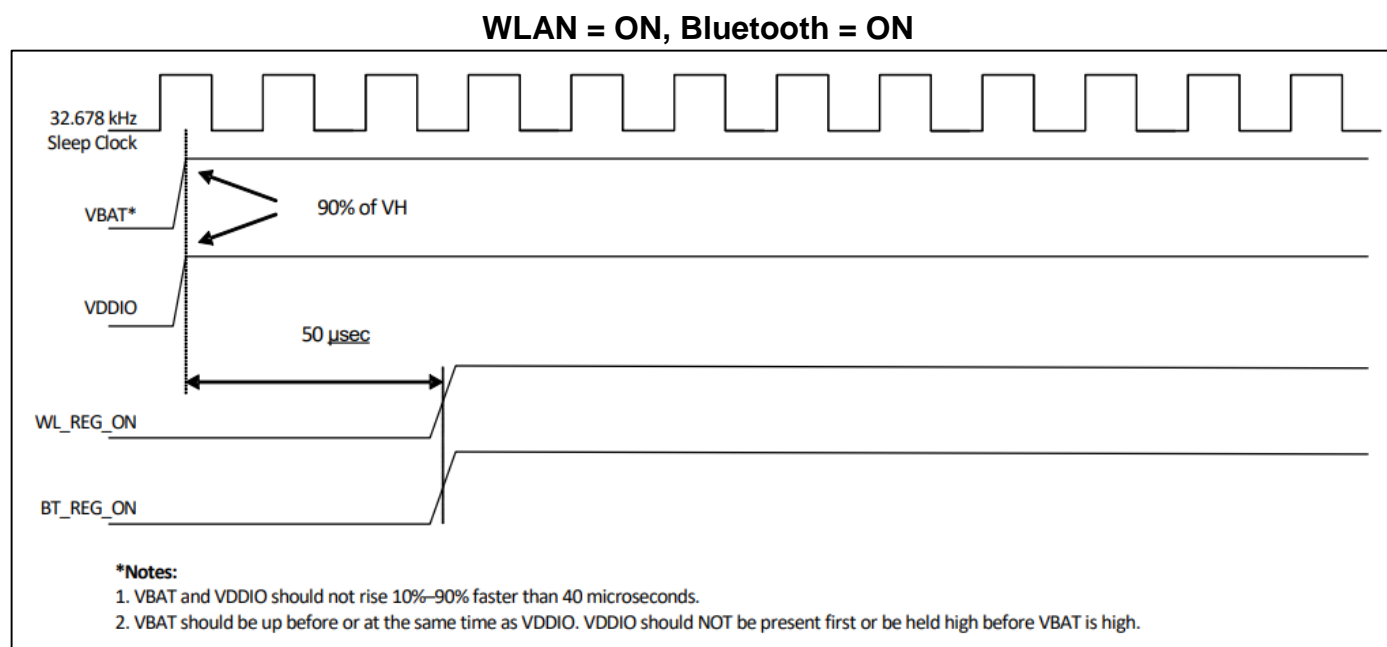 WLAN = ON, Bluetooth = ON
32.678 kHz
Sleep Clock
VBAT*
90% of VH
VDDIO
50 µsec
WL_REG_ON
BT_REG_ON
*Notes:
1. VBAT and VDDIO should not rise 10%–90% faster than 40 microseconds.
2. VBAT should be up before or at the same time as VDDIO. VDDIO should NOT be present first or be held high before VBAT is high.